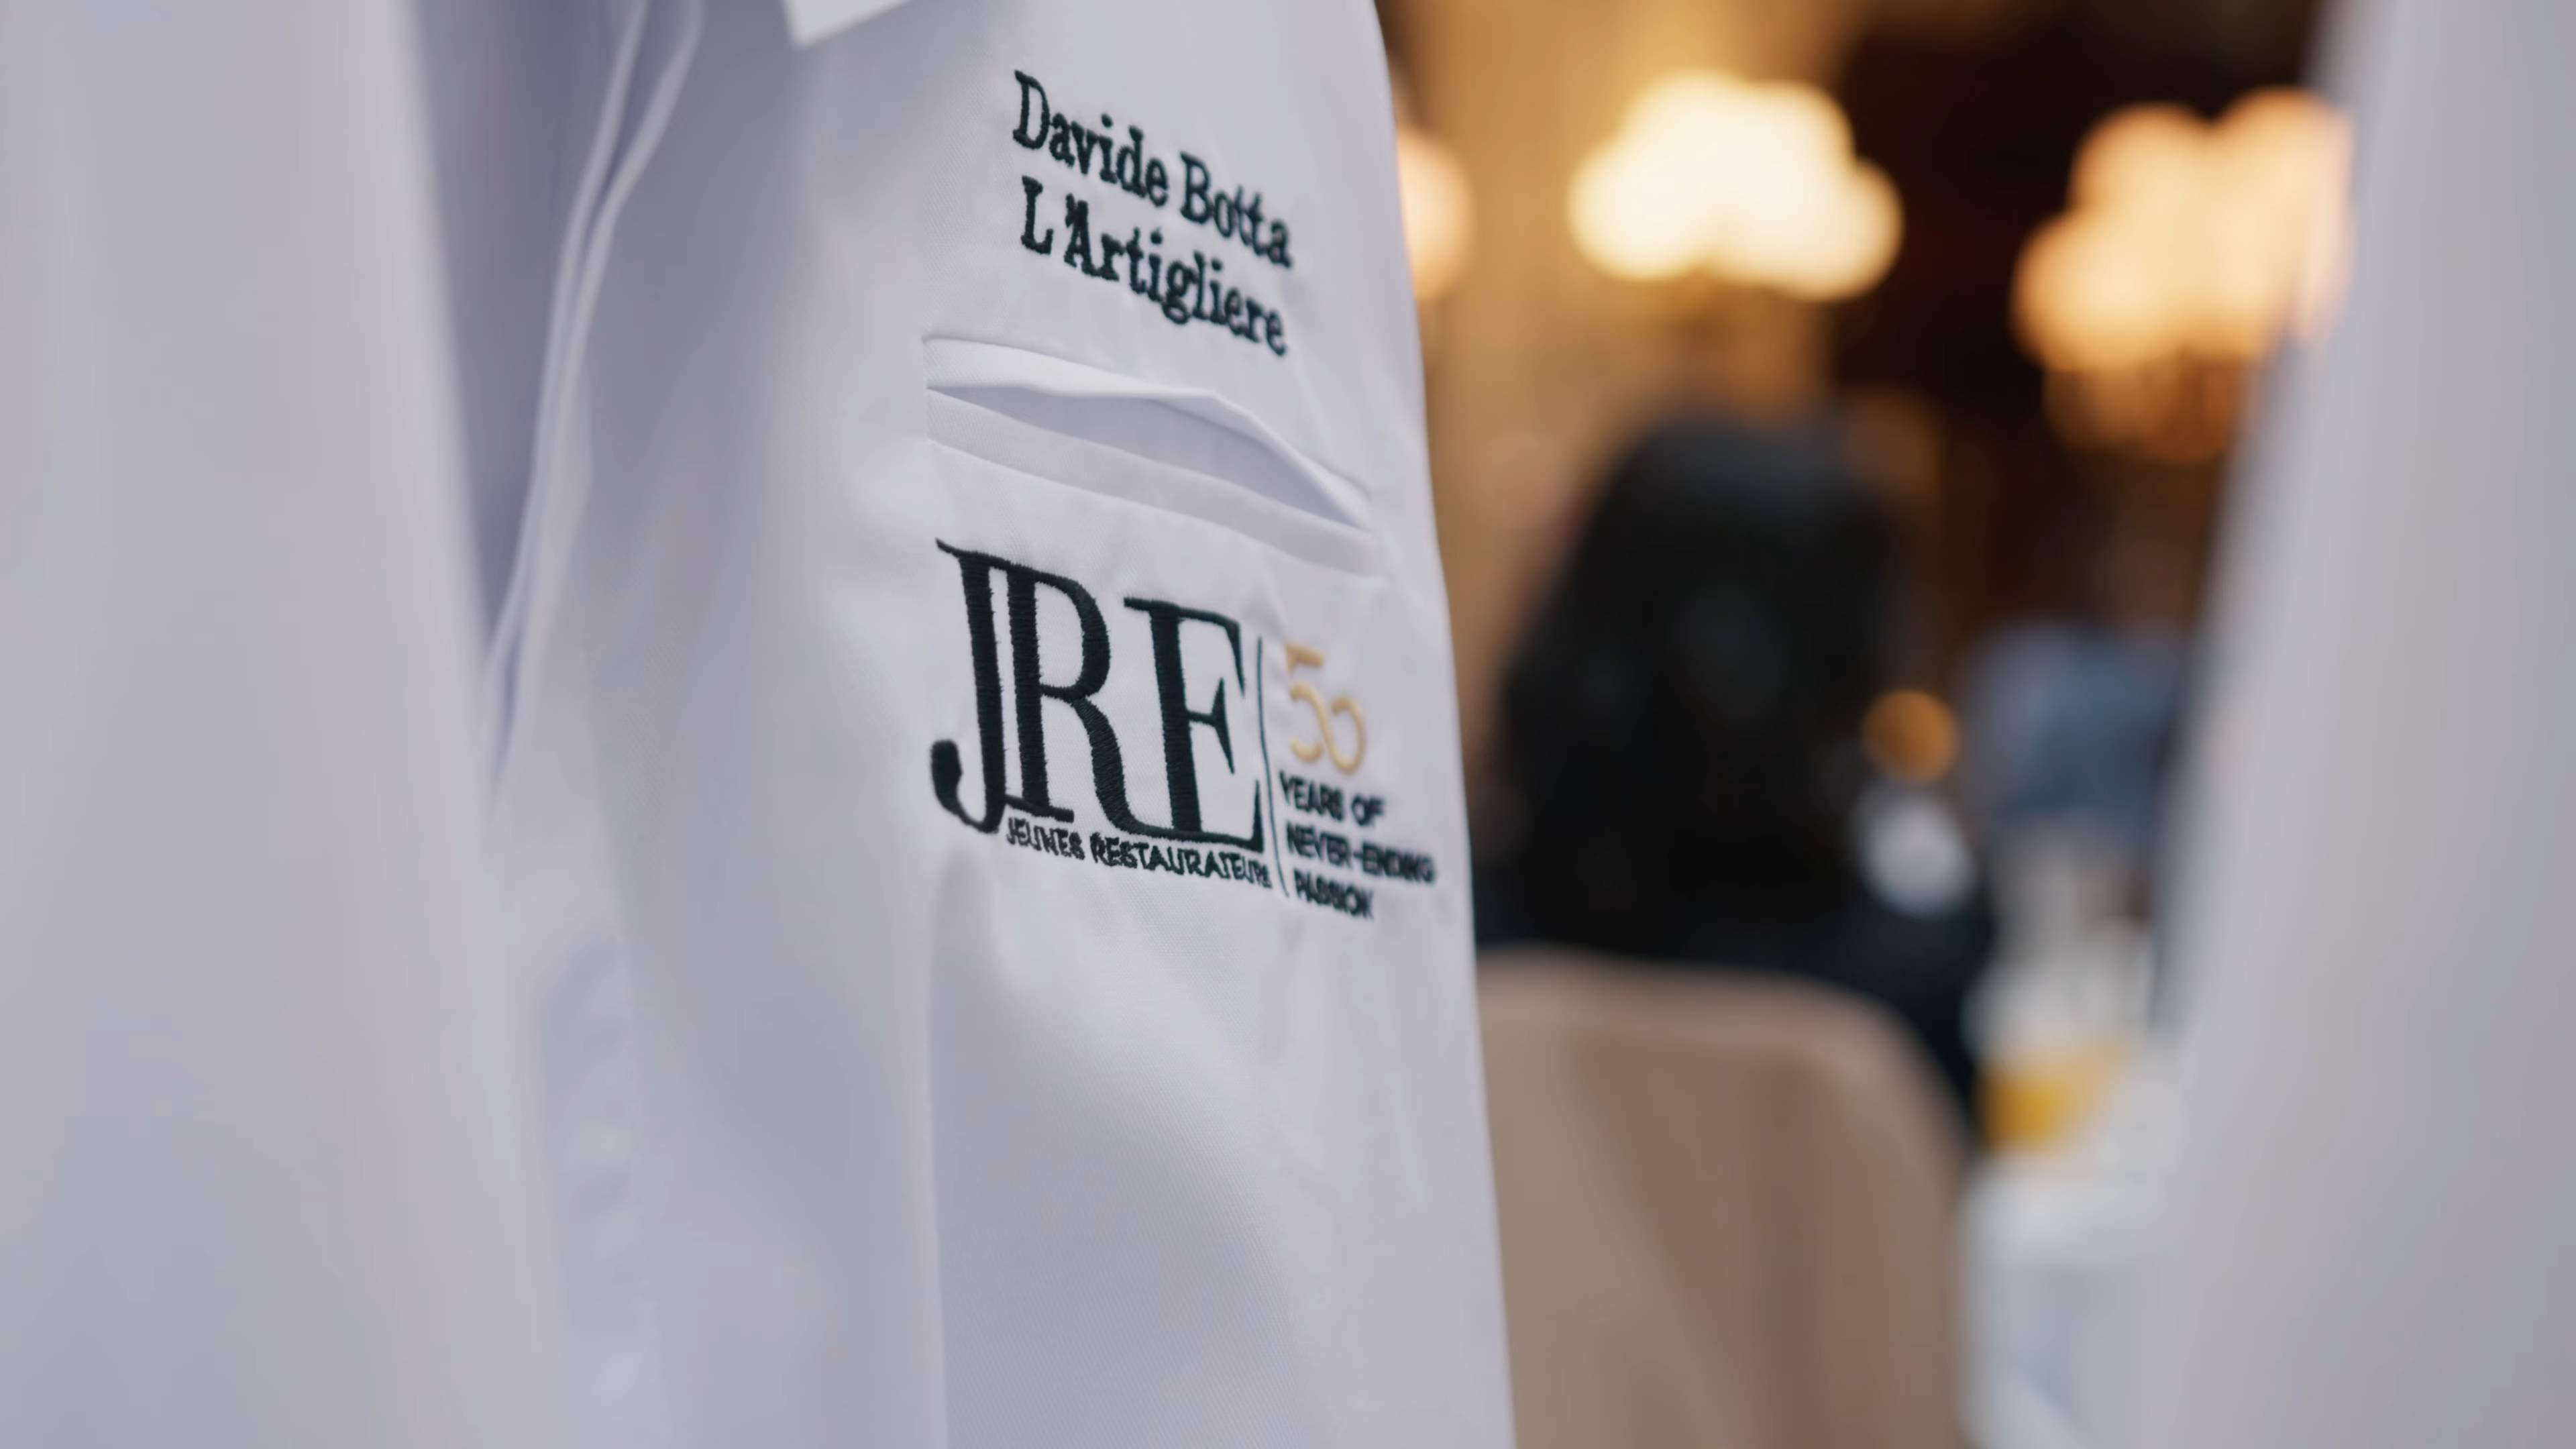 Davide Botta
L'Artigliere
JRE
JEUNES RESTAURATEURS
50
YEARS OF
NEVER-ENDING
PASSION